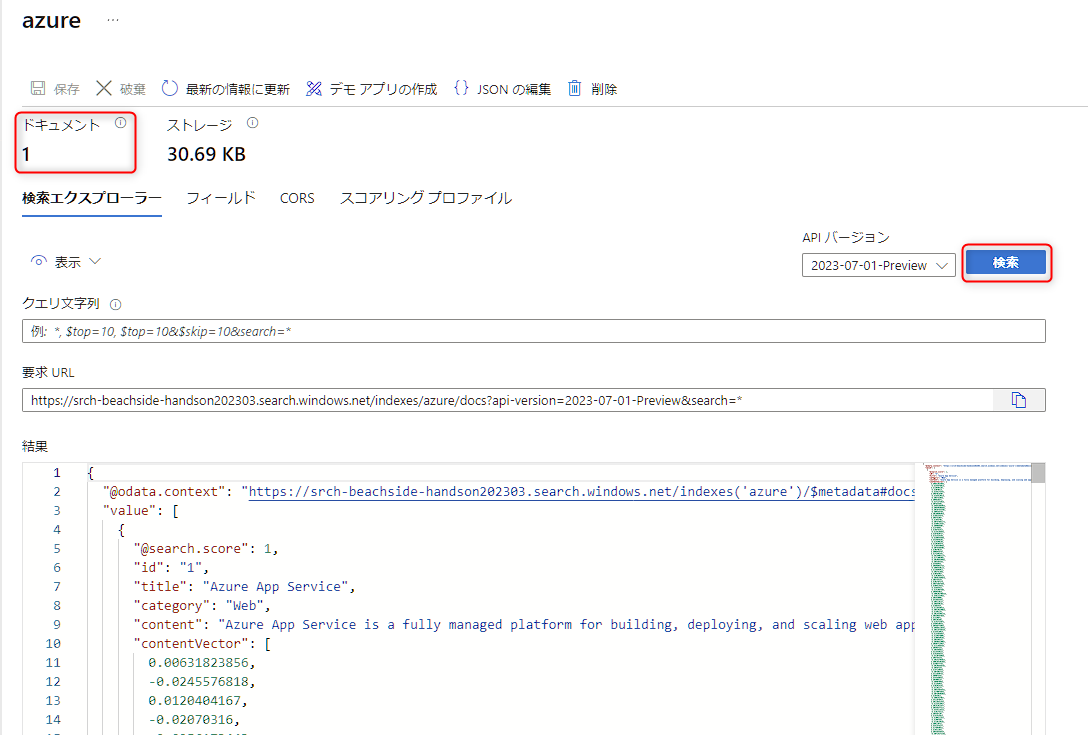 azure ...
保存 破棄 最新の情報に更新 デモ アプリの作成 {} JSON の編集 削除
ドキュメント ストレージ
1 30.69 KB
検索エクスプローラー フィールド CORS スコアリング プロファイル
API バージョン
表示 2023-07-01-Preview 検索
クエリ文字列
例: *, $top=10, $top=10&$skip=10&search=*
要求 URL
https://srch-beachside-handson202303.search.windows.net/indexes/azure/docs?api-version=2023-07-01-Preview&search=*
結果
1 {
2 "@odata.context": "https://srch-beachside-handson202303.search.windows.net/indexes('azure')/$metadata#docs
3 "value": [
4 {
5 "@search.score": 1,
6 "id": "1",
7 "title": "Azure App Service",
8 "category": "Web",
9 "content": "Azure App Service is a fully managed platform for building, deploying, and scaling web app
10 "contentVector": [
11 0.00631823856,
12 -0.0245576818,
13 0.0120404167,
14 -0.02070316,